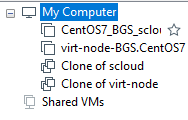 My Computer
CentOS7_BGS_sclou
virt-node-BGS.CentOS7
Clone of scloud
Clone of virt-node
Shared VMs